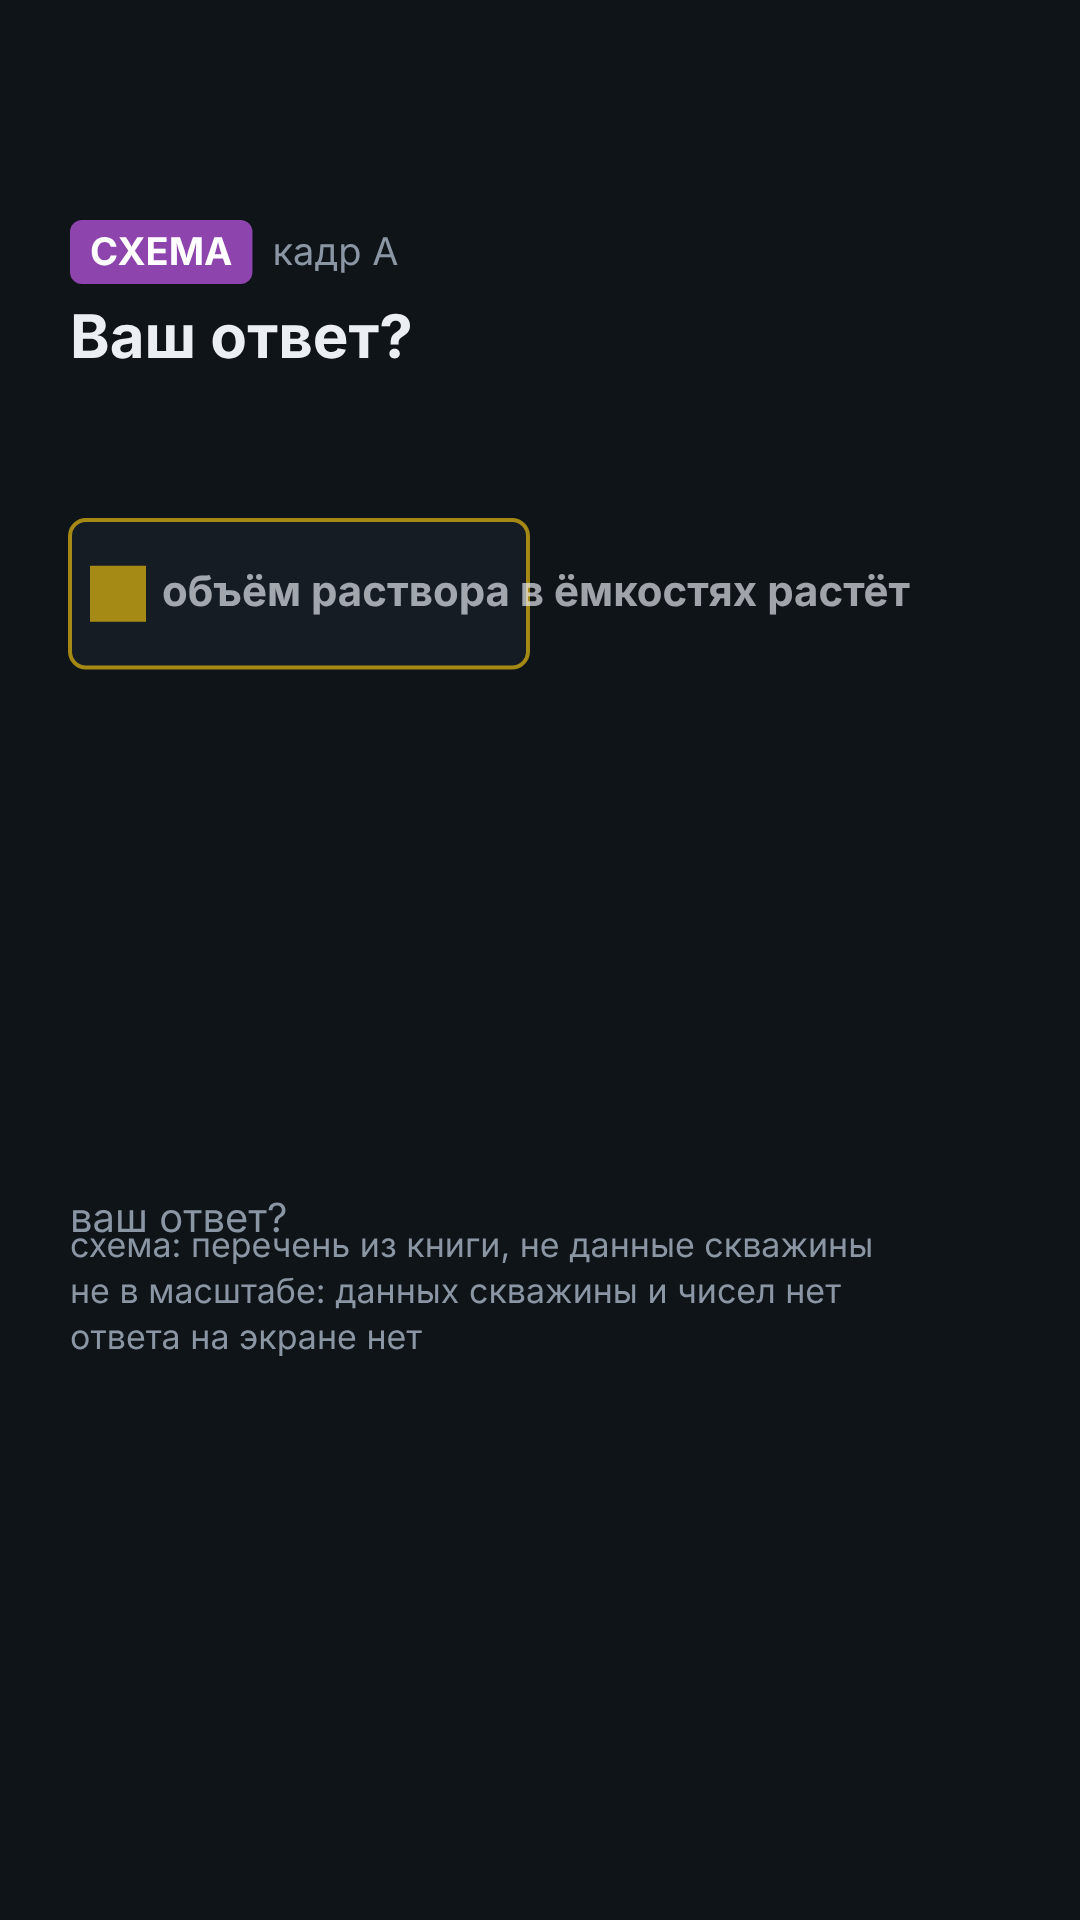 СХЕМА кадр А
Ваш ответ?
объём раствора в ёмкостях растёт
ваш ответ?
схема: перечень из книги, не данные скважины
не в масштабе: данных скважины и чисел нет
ответа на экране нет